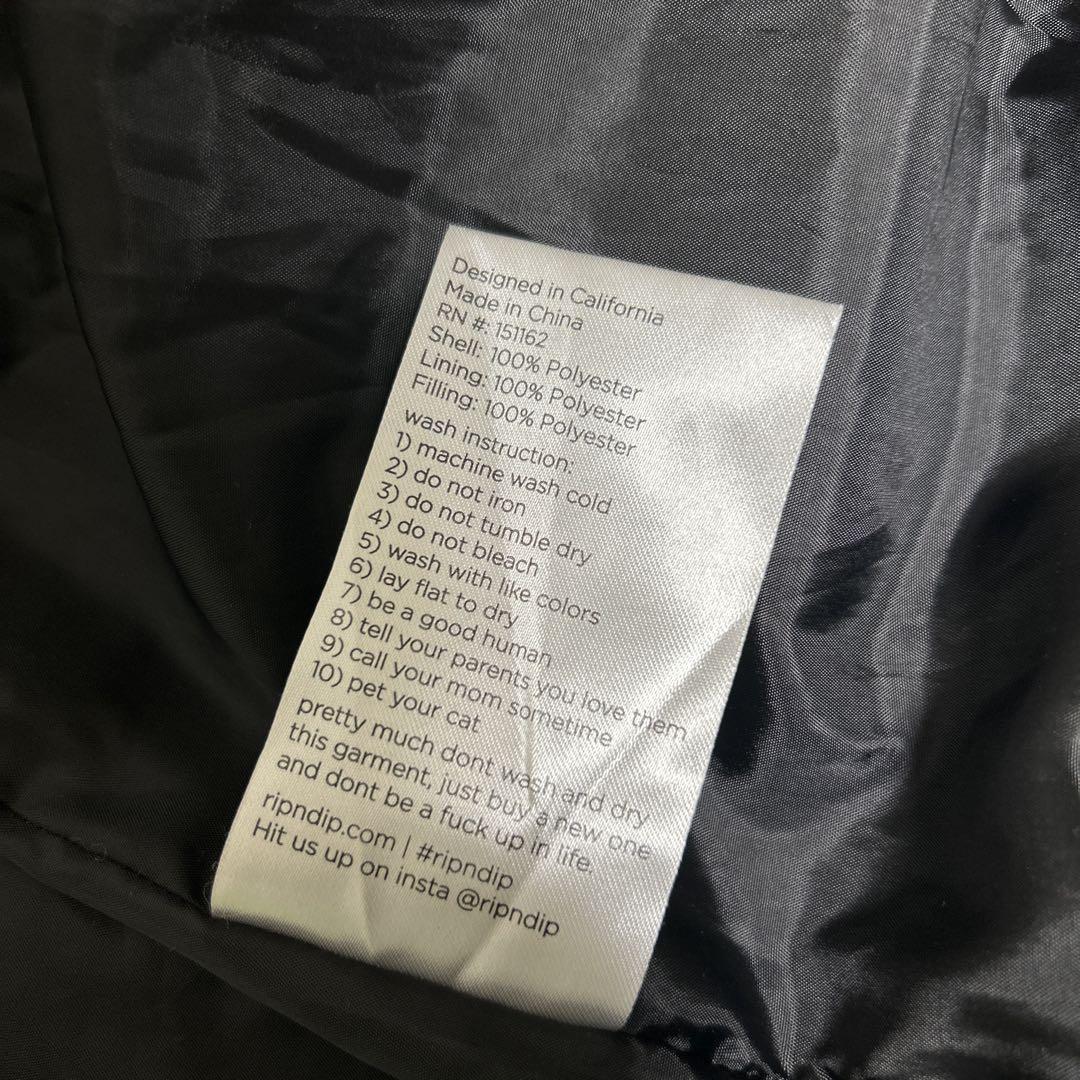 Designed in California
Made in China
RN #: 151162
Shell: 100% Polyester
Lining: 100% Polyester
Filling: 100% Polyester
wash instruction:
1) machine wash cold
2) do not iron
3) do not tumble dry
4) do not bleach
5) wash with like colors
6) lay flat to dry
7) be a good human
8) tell your parents you love them
9) call your mom sometime
10) pet your cat
pretty much dont wash and dry
this garment, just buy a new one
and dont be a fuck up in life.
ripndip.com | #ripndip
Hit us up on insta @ripndip